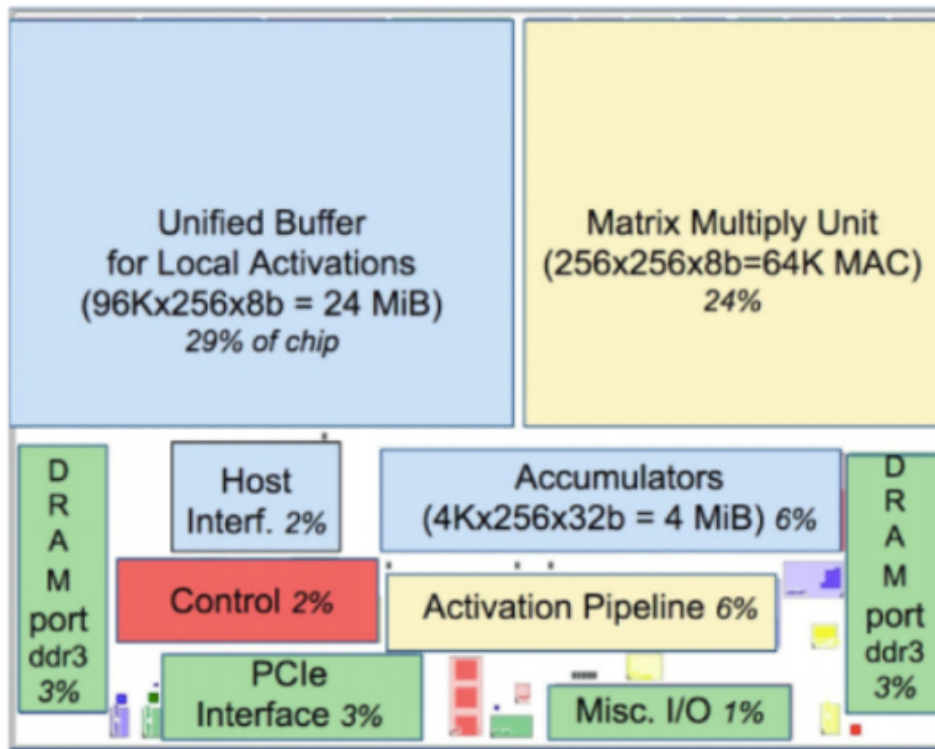 Unified Buffer
for Local Activations
(96Kx256x8b = 24 MiB)
29% of chip
Matrix Multiply Unit
(256x256x8b=64K MAC)
24%
D
R
A
M
port
ddr3
3%
Host
Interf. 2%
Accumulators
(4Kx256x32b = 4 MiB) 6%
D
R
A
M
port
ddr3
3%
Control 2%
Activation Pipeline 6%
PCIe
Interface 3%
Misc. I/O 1%